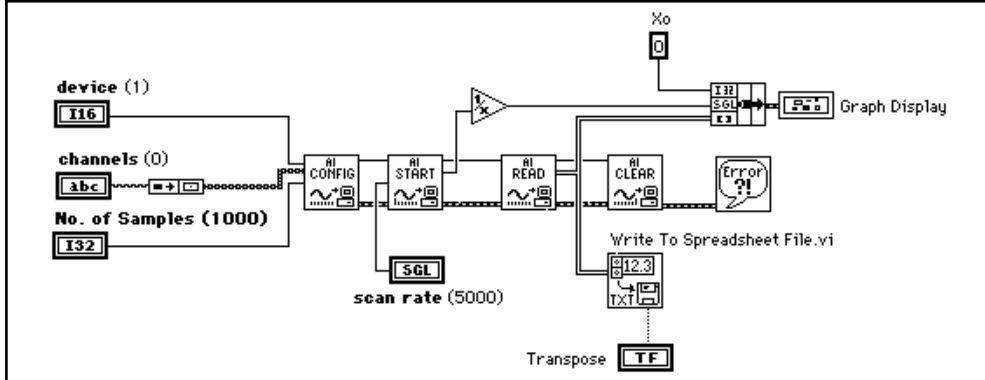 Xo
0
device (1)
I16
1/x
I32
SGL
[ ]
Graph Display
channels (0)
abc
AI CONFIG
AI START
AI READ
AI CLEAR
Error ?!
No. of Samples (1000)
I32
SGL
scan rate (5000)
Write To Spreadsheet File.vi
12.3
TXT
Transpose
TF